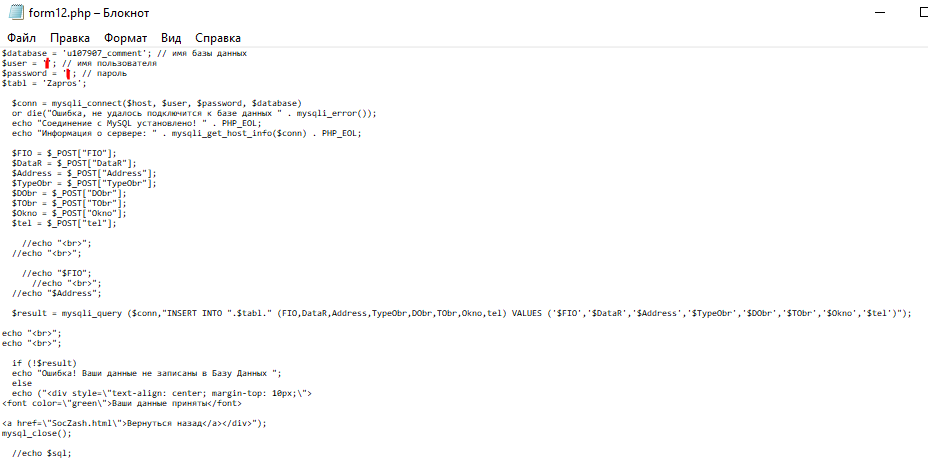 form12.php – Блокнот
Файл Правка Формат Вид Справка
$database = 'u107907_comment'; // имя базы данных
$user = ' '; // имя пользователя
$password = ' '; // пароль
$tabl = 'Zapros';
$conn = mysqli_connect($host, $user, $password, $database)
or die("Ошибка, не удалось подключится к базе данных " . mysqli_error());
echo "Соединение с MySQL установлено! " . PHP_EOL;
echo "Информация о сервере: " . mysqli_get_host_info($conn) . PHP_EOL;
$FIO = $_POST["FIO"];
$DataR = $_POST["DataR"];
$Address = $_POST["Address"];
$TypeObr = $_POST["TypeObr"];
$DObr = $_POST["DObr"];
$TObr = $_POST["TObr"];
$Okno = $_POST["Okno"];
$tel = $_POST["tel"];
//echo "<br>";
//echo "<br>";
//echo "$FIO";
//echo "<br>";
//echo "$Address";
$result = mysqli_query ($conn,"INSERT INTO ".$tabl." (FIO,DataR,Address,TypeObr,DObr,TObr,Okno,tel) VALUES ('$FIO','$DataR','$Address','$TypeObr','$DObr','$TObr','$Okno','$tel')");
echo "<br>";
echo "<br>";
if (!$result)
echo "Ошибка! Ваши данные не записаны в Базу Данных ";
else
echo ("<div style=\"text-align: center; margin-top: 10px;\">
<font color=\"green\">Ваши данные приняты</font>
<a href=\"SocZash.html\">Вернуться назад</a></div>");
mysql_close();
//echo $sql;